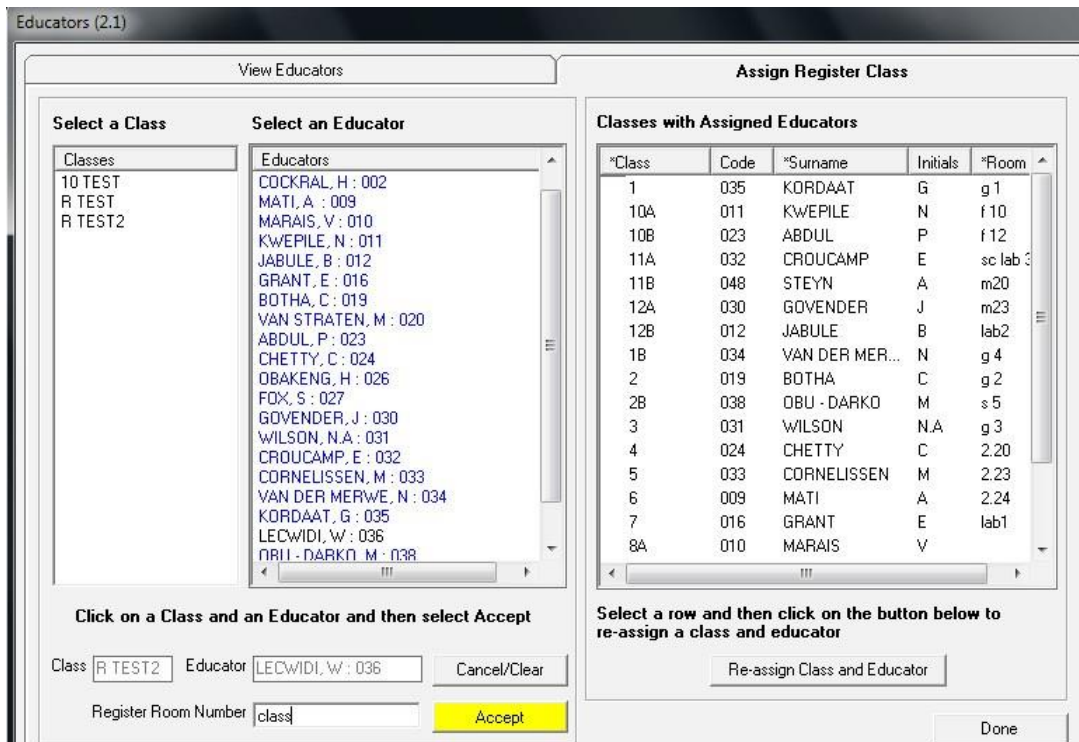 Educators (2.1)
View Educators
Assign Register Class
Select a Class
Select an Educator
Classes
10 TEST
R TEST
R TEST2
Educators
COCKRAL, H : 002
MATI, A : 009
MARAIS, V : 010
KWEPILE, N : 011
JABULE, B : 012
GRANT, E : 016
BOTHA, C : 019
VAN STRATEN, M : 020
ABDUL, P : 023
CHETTY, C : 024
OBAKENG, H : 026
FOX, S : 027
GOVENDER, J : 030
WILSON, N.A : 031
CROUCAMP, E : 032
CORNELISSEN, M : 033
VAN DER MERWE, N : 034
KORDAAT, G : 035
LECWIDI, W : 036
OBU - DARKO, M : 038
Click on a Class and an Educator and then select Accept
Class R TEST2 Educator LECWIDI, W : 036 Cancel/Clear
Register Room Number class Accept
Classes with Assigned Educators
*Class Code *Surname Initials *Room
1 035 KORDAAT G g 1
10A 011 KWEPILE N f 10
10B 023 ABDUL P f 12
11A 032 CROUCAMP E sc lab 3
11B 048 STEYN A m20
12A 030 GOVENDER J m23
12B 012 JABULE B lab2
1B 034 VAN DER MER... N g 4
2 019 BOTHA C g 2
2B 038 OBU - DARKO M s 5
3 031 WILSON N.A g 3
4 024 CHETTY C 2.20
5 033 CORNELISSEN M 2.23
6 009 MATI A 2.24
7 016 GRANT E lab1
8A 010 MARAIS V
Select a row and then click on the button below to
re-assign a class and educator
Re-assign Class and Educator
Done